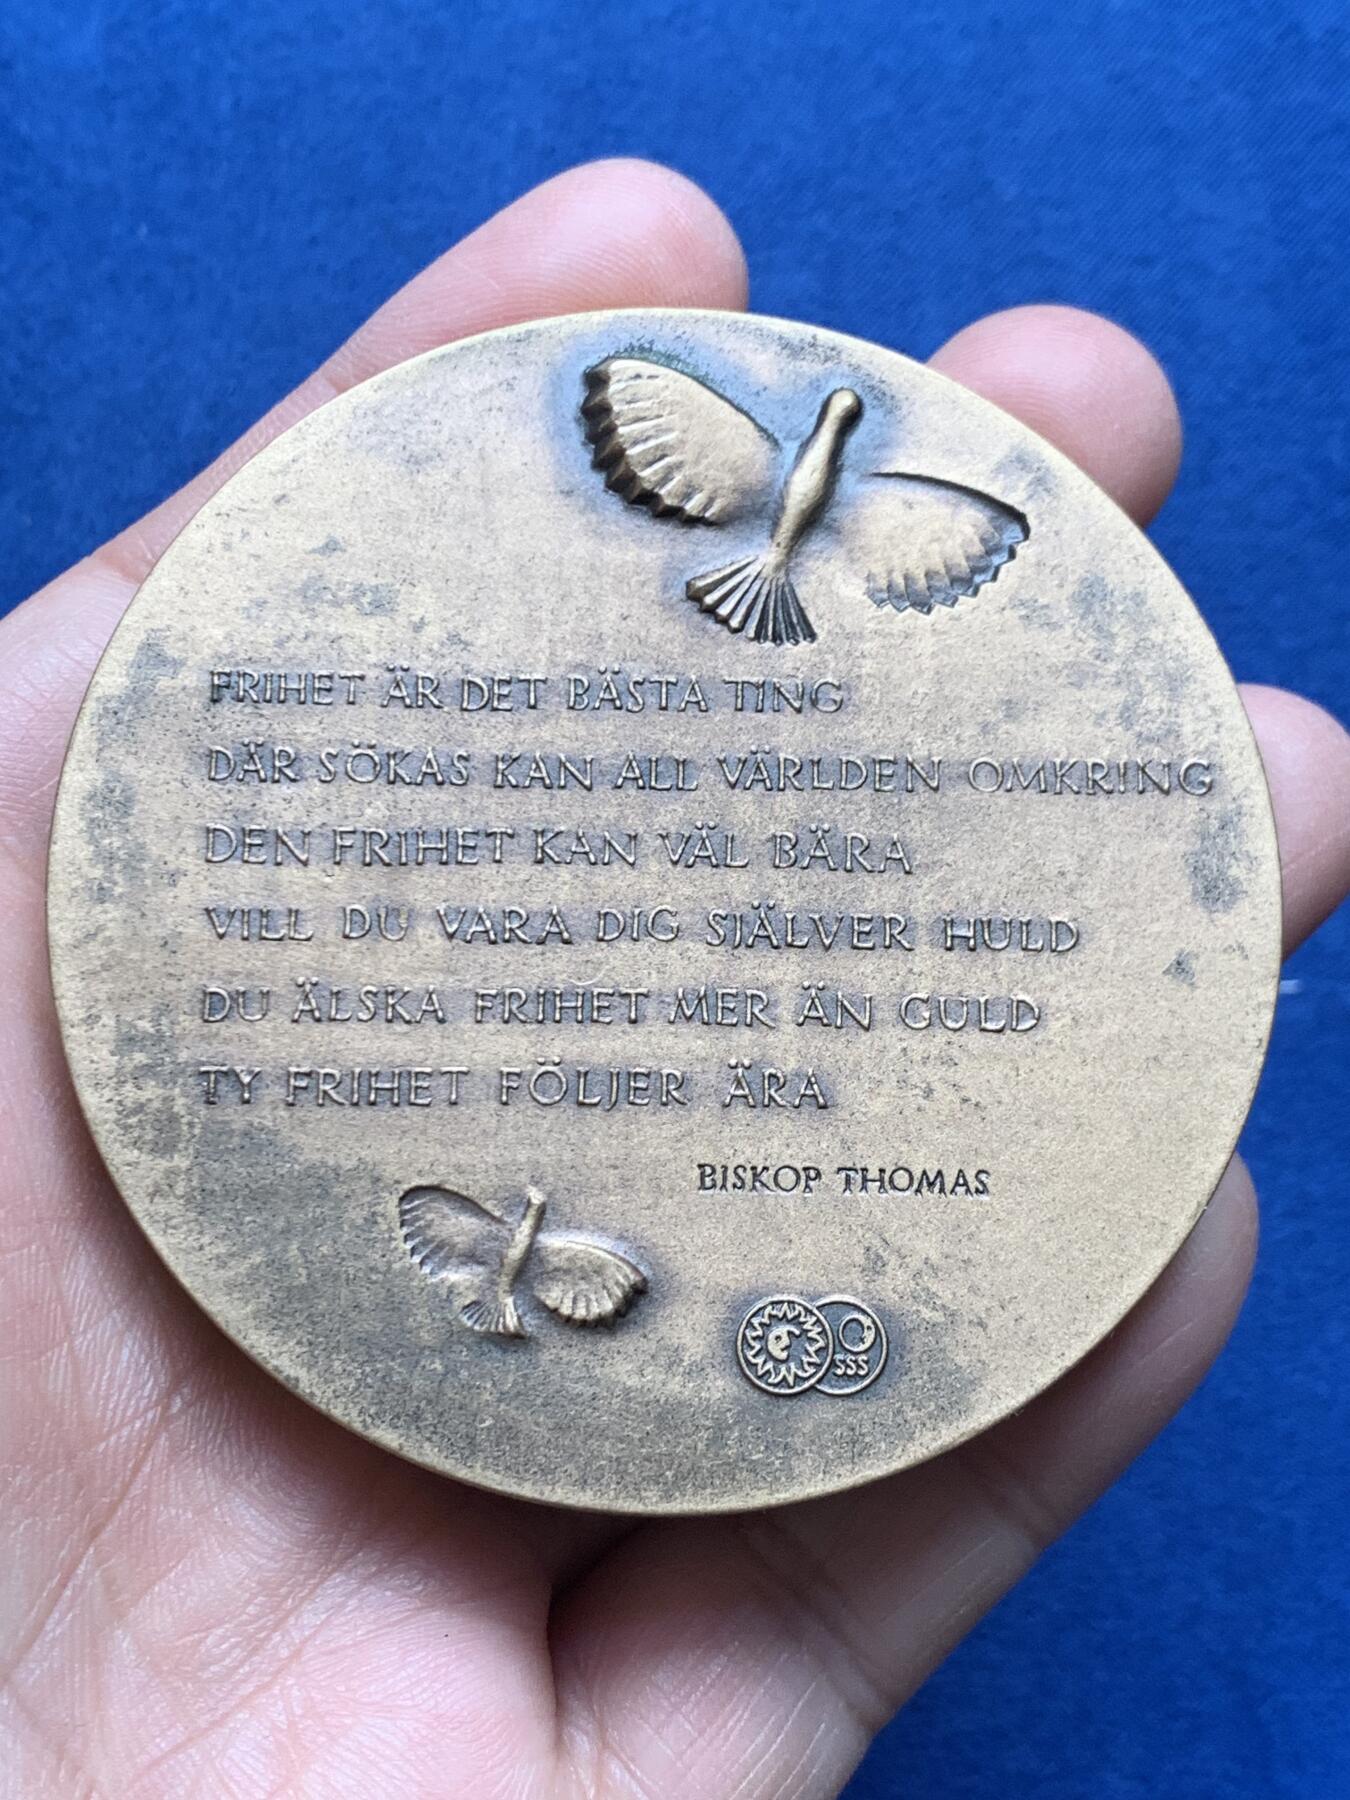 FRIHET ÄR DET BÄSTA TING
DÄR SÖKAS KAN ALL VÄRLDEN OMKRING
DEN FRIHET KAN VÄL BÄRA
VILL DU VARA DIG SJÄLVER HULD
DU ÄLSKA FRIHET MER ÄN GULD
TY FRIHET FÖLJER ÄRA
BISKOP THOMAS
SSS